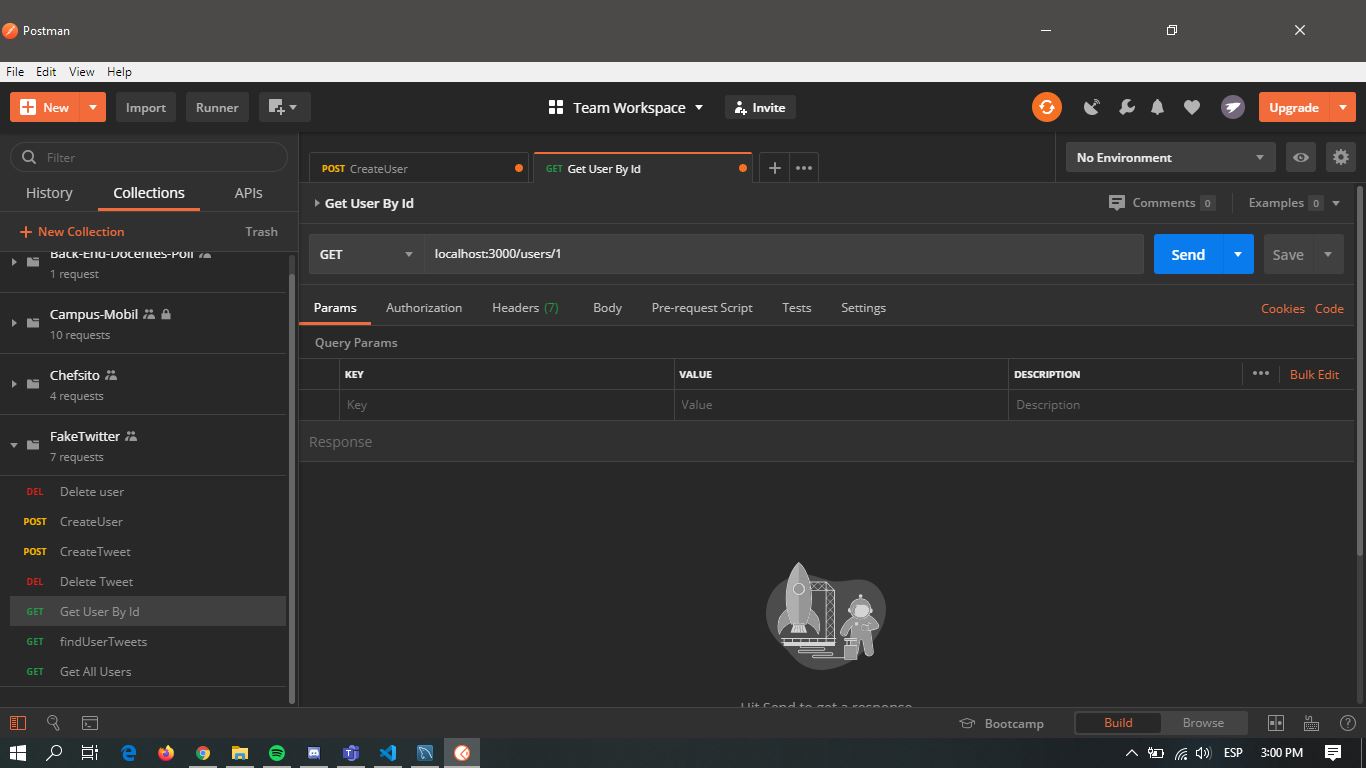 Postman
File Edit View Help
New Import Runner Team Workspace Invite Upgrade
Filter
History Collections APIs
New Collection Trash
Back-End-Docentes-Poli
1 request
Campus-Mobil
10 requests
Chefsito
4 requests
FakeTwitter
7 requests
DEL Delete user
POST CreateUser
POST CreateTweet
DEL Delete Tweet
GET Get User By Id
GET findUserTweets
GET Get All Users
POST CreateUser GET Get User By Id No Environment
Get User By Id Comments 0 Examples 0
GET localhost:3000/users/1 Send Save
Params Authorization Headers (7) Body Pre-request Script Tests Settings Cookies Code
Query Params
KEY VALUE DESCRIPTION Bulk Edit
Key Value Description
Response
Hit Send to get a response
Bootcamp Build Browse
ESP 3:00 PM